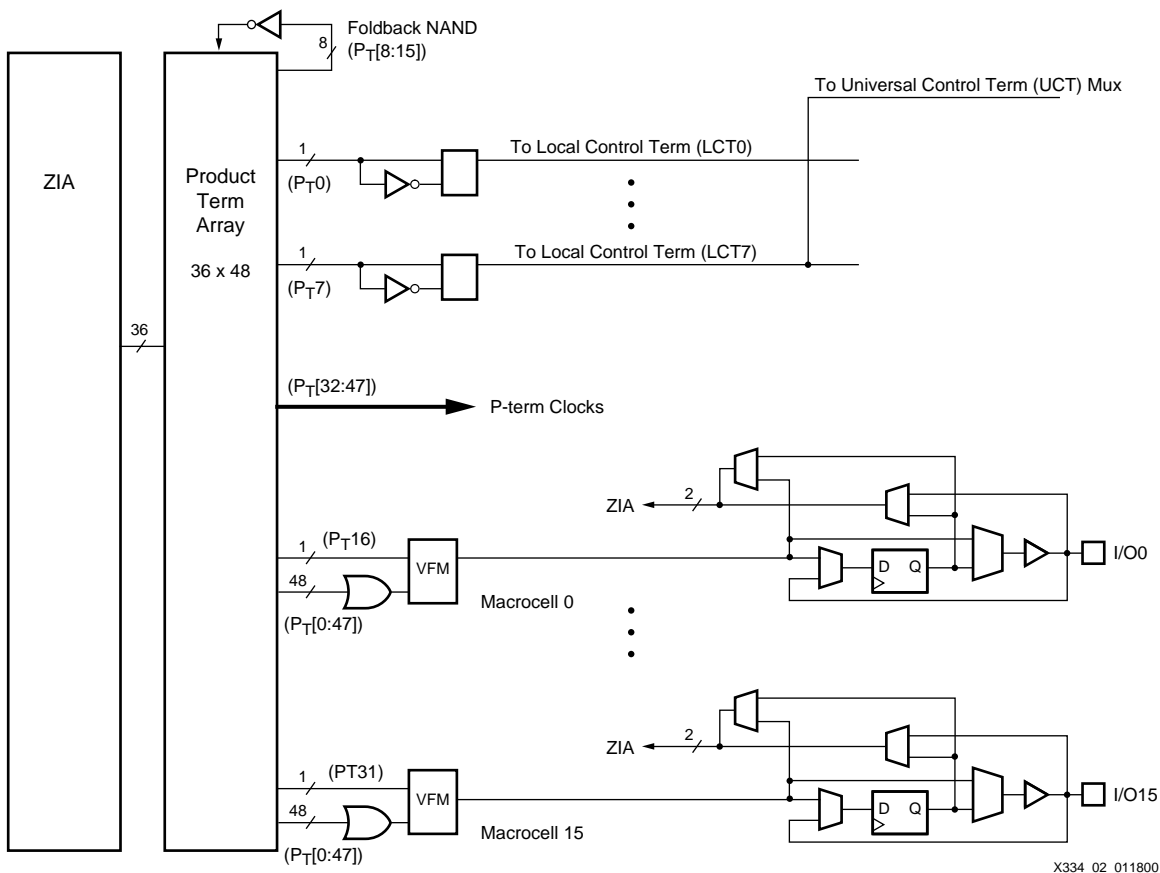 Foldback NAND
8
(PT[8:15])
To Universal Control Term (UCT) Mux
1
To Local Control Term (LCT0)
ZIA
Product
Term
Array
36 x 48
(PT0)
1
To Local Control Term (LCT7)
(PT7)
36
(PT[32:47])
P-term Clocks
ZIA
2
1
(PT16)
VFM
D Q
I/O0
48
Macrocell 0
(PT[0:47])
ZIA
2
1
(PT31)
VFM
D Q
I/O15
48
Macrocell 15
(PT[0:47])
X334_02_011800